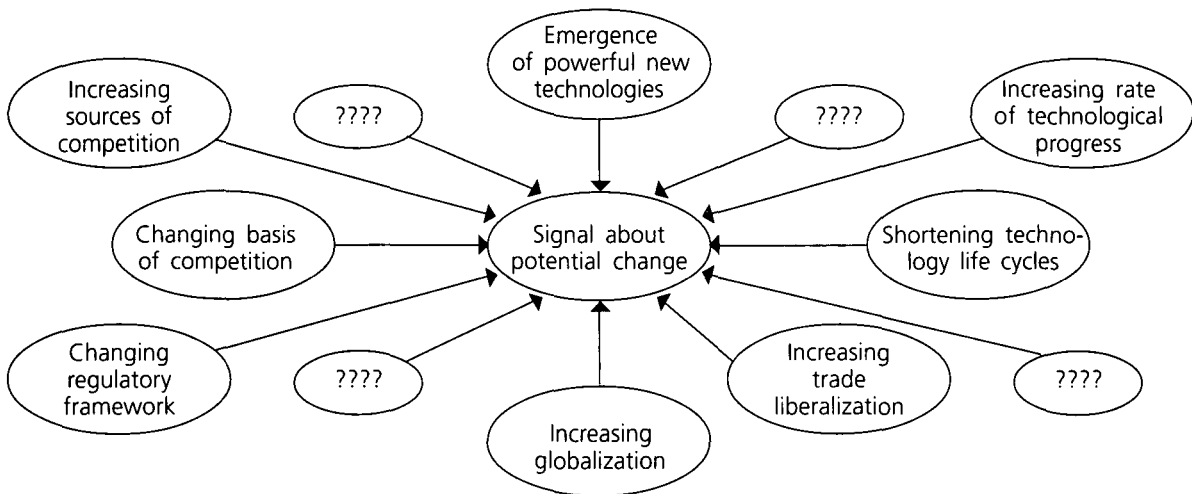 Emergence
of powerful new
technologies
Increasing
sources of
competition
????
????
Increasing rate
of technological
progress
Changing basis
of competition
Signal about
potential change
Shortening techno-
logy life cycles
Changing
regulatory
framework
????
Increasing
globalization
Increasing
trade
liberalization
????